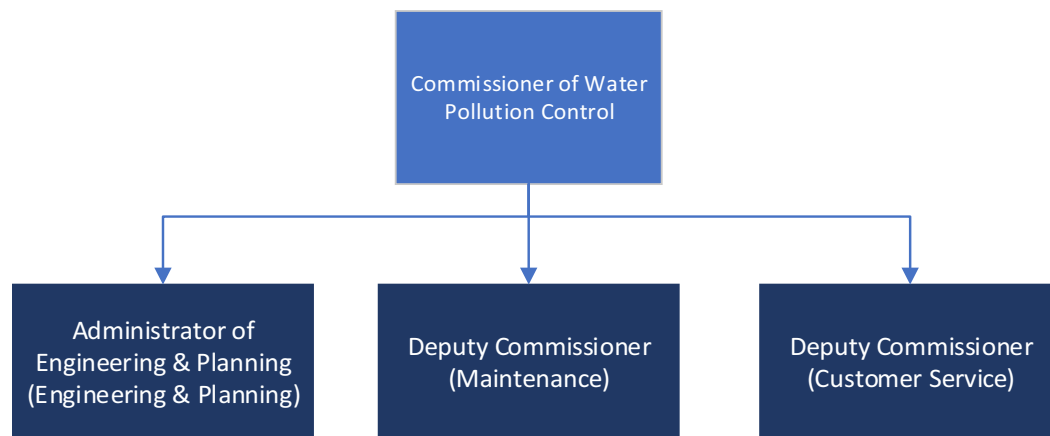 Commissioner of Water
Pollution Control
Administrator of
Engineering & Planning
(Engineering & Planning)
Deputy Commissioner
(Maintenance)
Deputy Commissioner
(Customer Service)